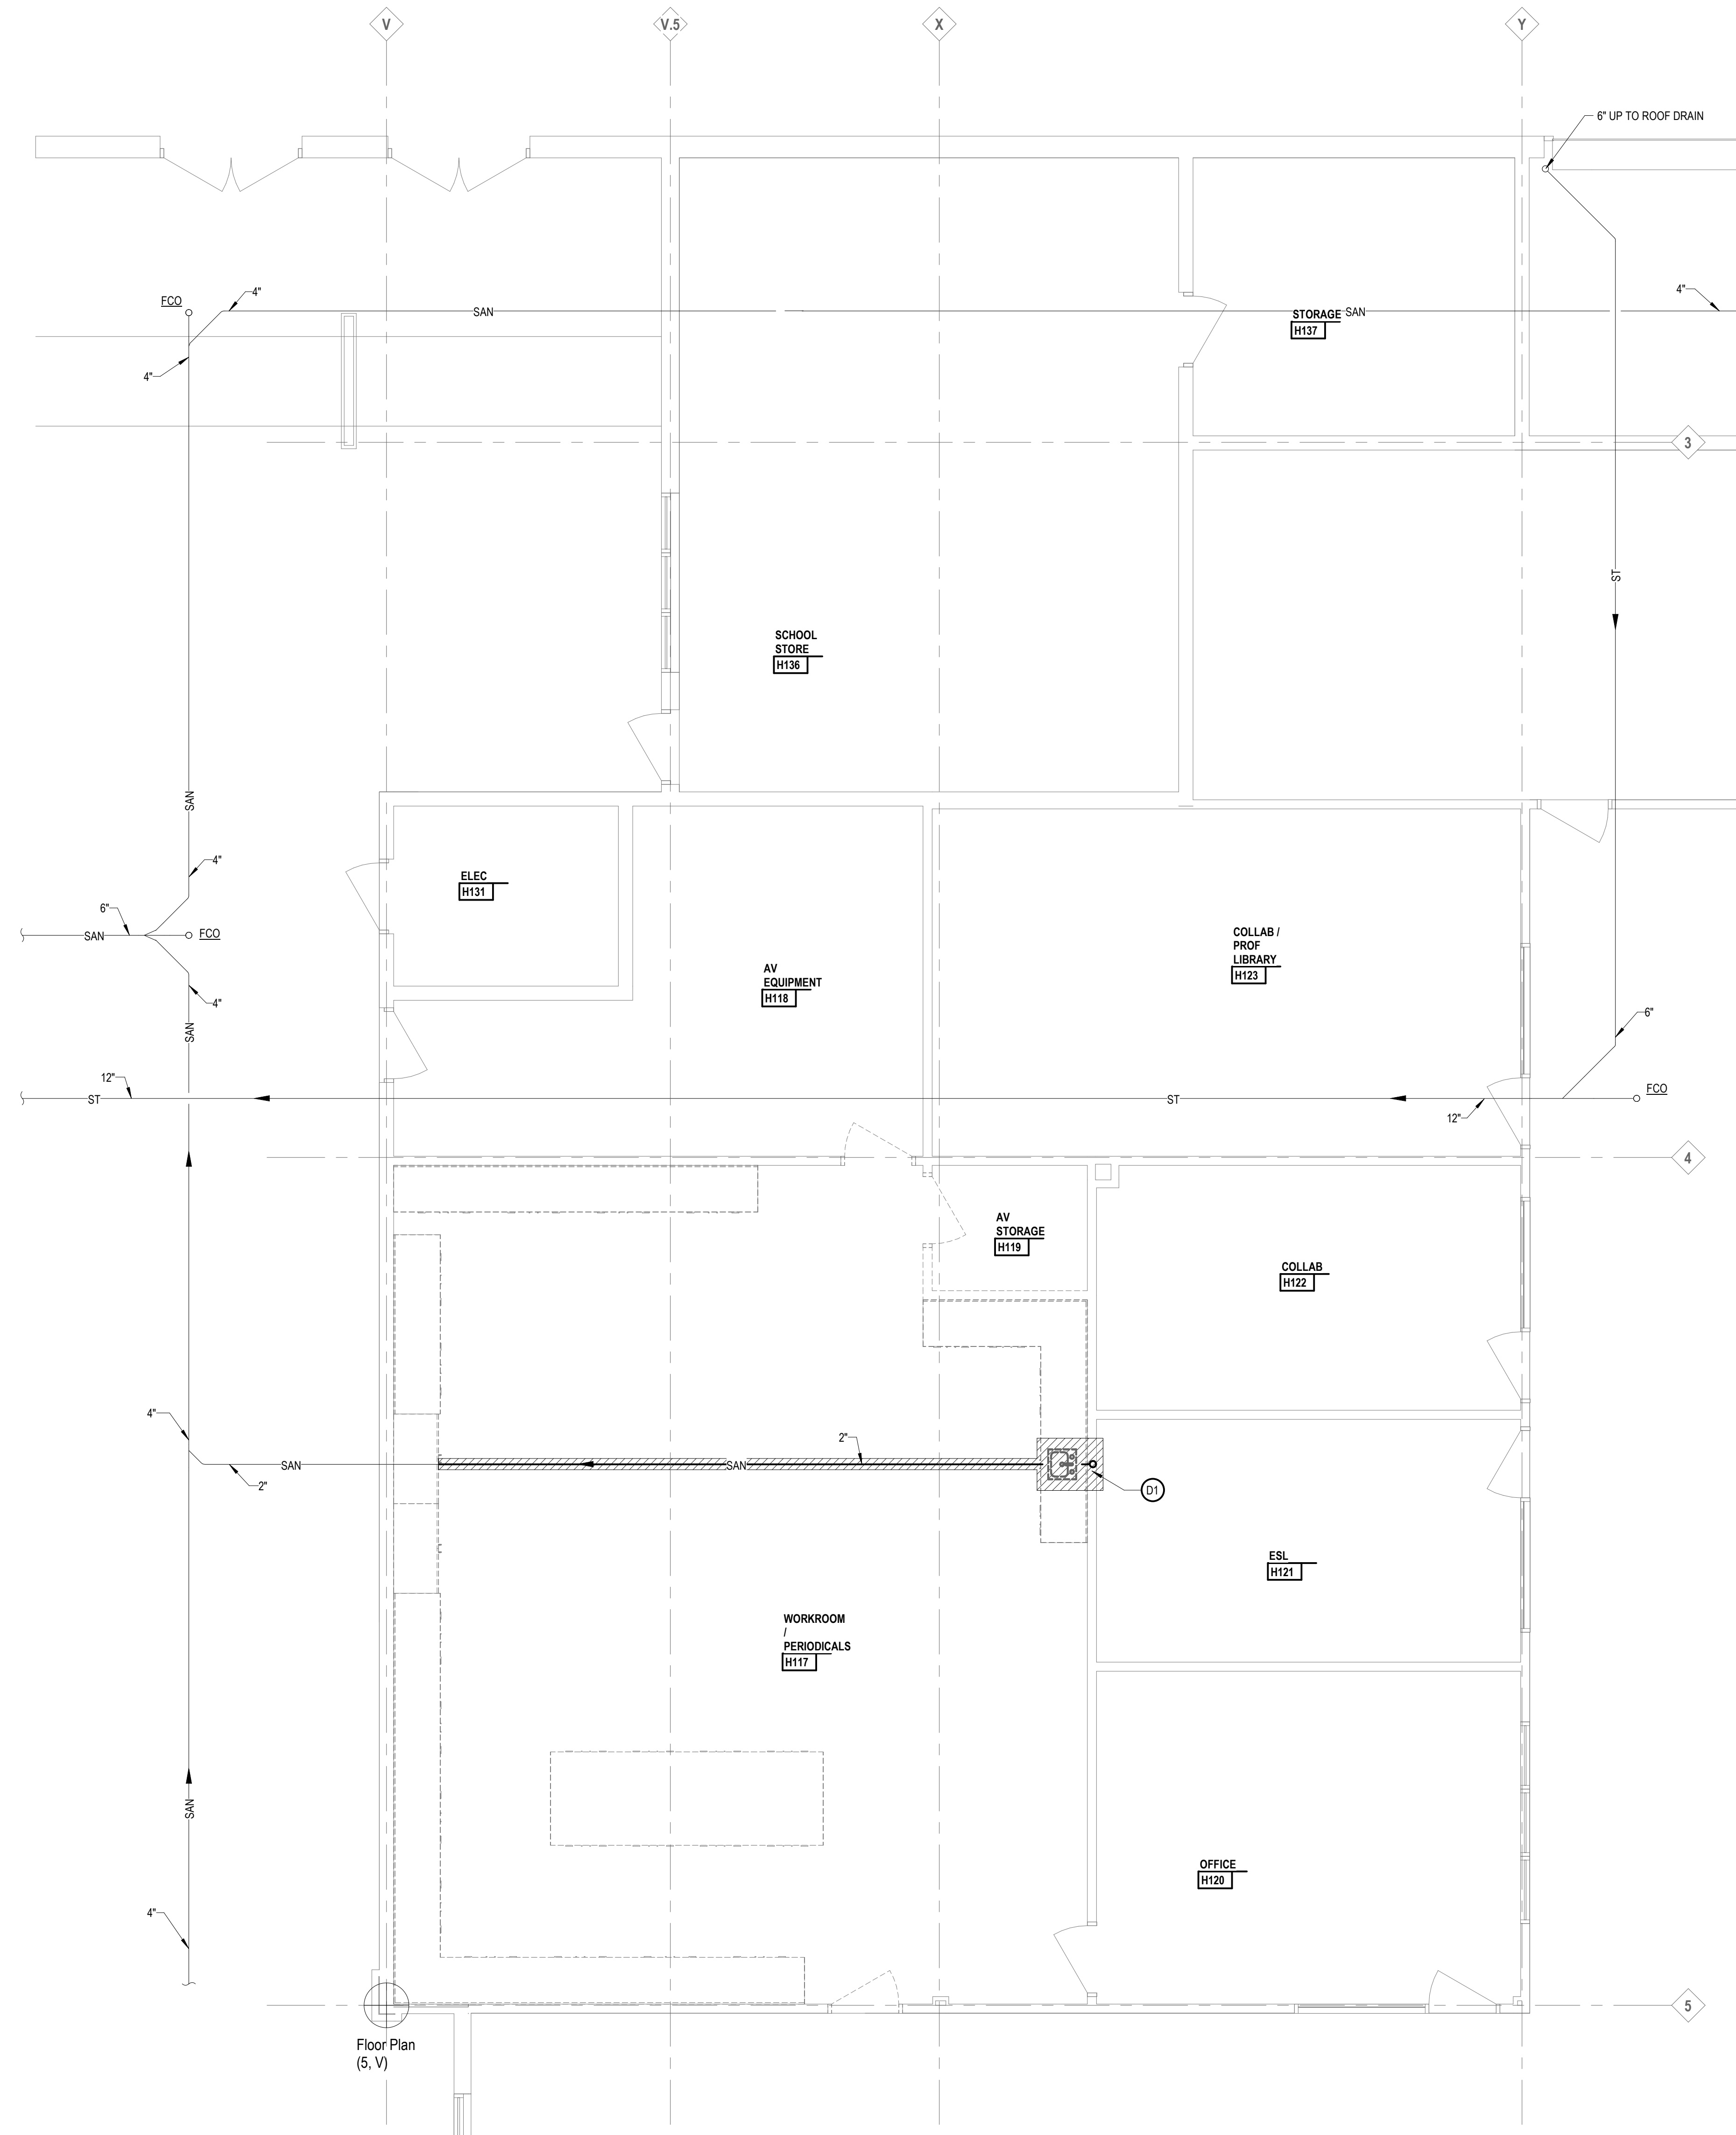 V
V.5
X
Y
6" UP TO ROOF DRAIN
FCO
4"
SAN
STORAGE
H137
SAN
4"
4"
3
ST
SCHOOL
STORE
H136
SAN
4"
ELEC
H131
6"
SAN
FCO
COLLAB /
PROF
LIBRARY
H123
AV
EQUIPMENT
H118
4"
SAN
6"
12"
ST
ST
12"
FCO
4
AV
STORAGE
H119
COLLAB
H122
4"
2"
SAN
SAN
2"
D1
ESL
H121
WORKROOM
/
PERIODICALS
H117
SAN
OFFICE
H120
4"
5
Floor Plan
(5, V)